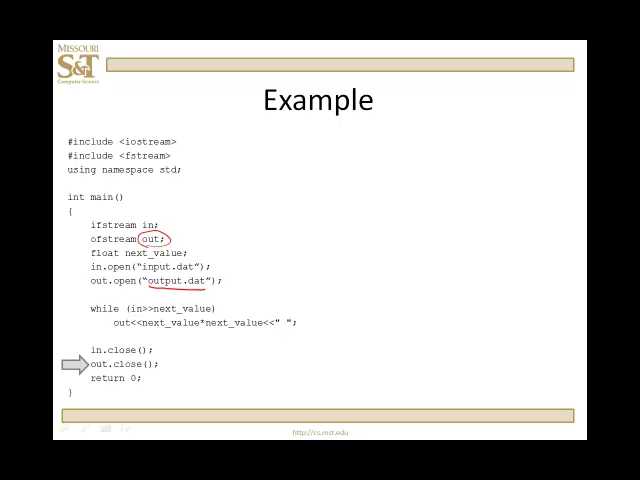 MISSOURI
S&T
Computer Science
Example
#include <iostream>
#include <fstream>
using namespace std;
int main()
{
ifstream in;
ofstream out;
float next_value;
in.open(“input.dat”);
out.open(“output.dat”);
while (in>>next_value)
out<<next_value*next_value<<" ";
in.close();
out.close();
return 0;
}
http://cs.mst.edu